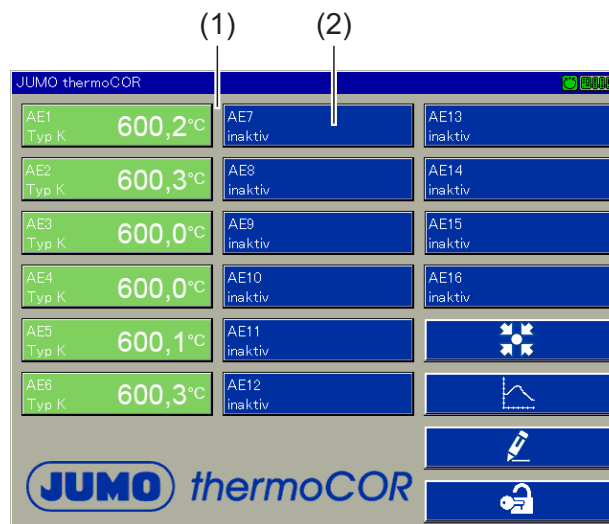 (1) (2)
JUMO thermoCOR
AE1
Typ K 600,2°C
AE7
inaktiv
AE13
inaktiv
AE2
Typ K 600,3°C
AE8
inaktiv
AE14
inaktiv
AE3
Typ K 600,0°C
AE9
inaktiv
AE15
inaktiv
AE4
Typ K 600,0°C
AE10
inaktiv
AE16
inaktiv
AE5
Typ K 600,1°C
AE11
inaktiv
AE6
Typ K 600,3°C
AE12
inaktiv
JUMO thermoCOR